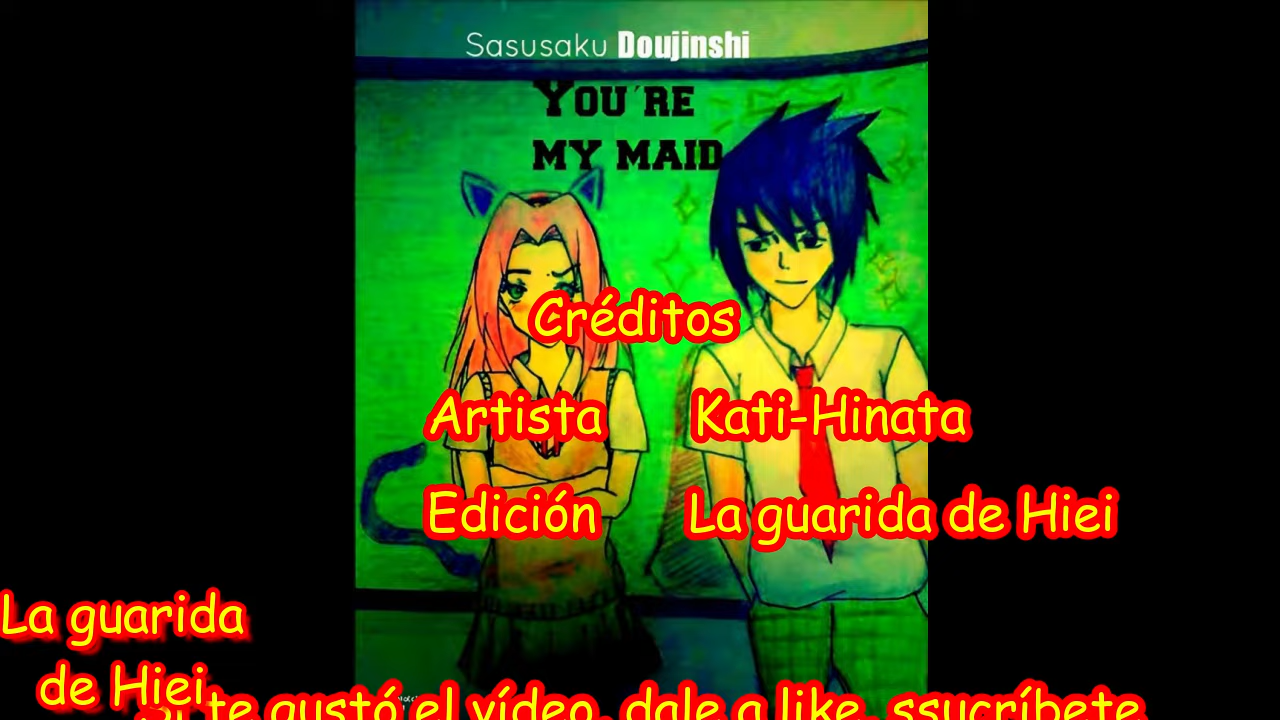 Sasusaku Doujinshi
You´re
my maid
Créditos
Artista Kati-Hinata
Edición La guarida de Hiei
La guarida
de Hiei
te gustó el vídeo, dale a like, ssucríbete